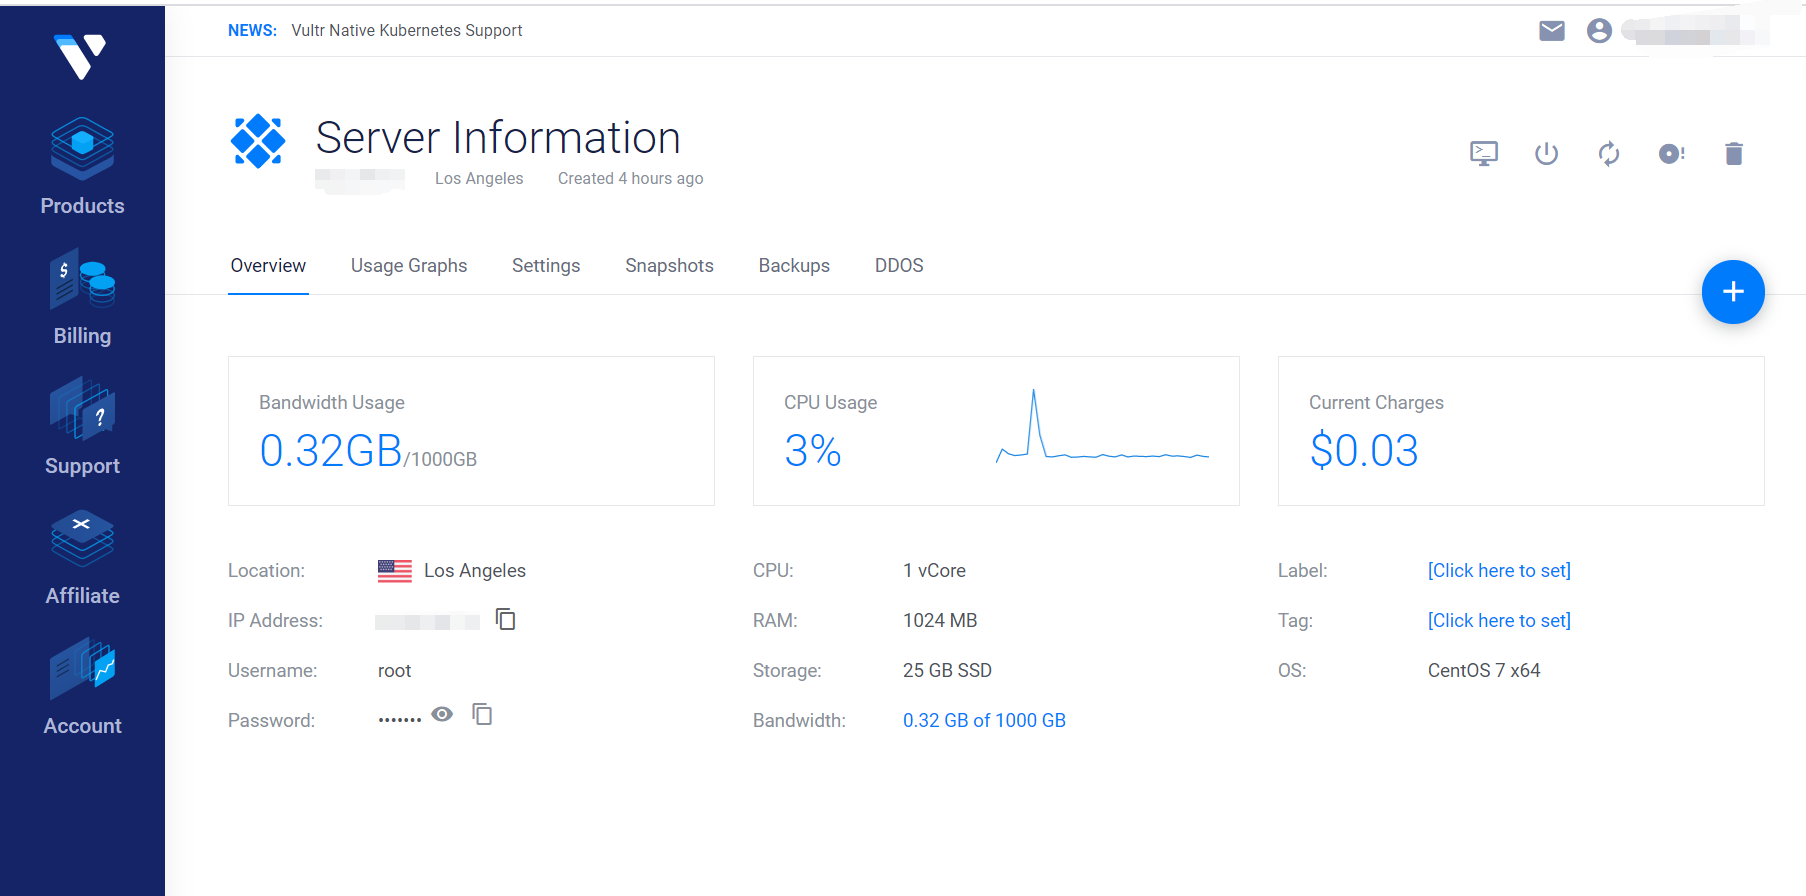 NEWS: Vultr Native Kubernetes Support
Products
Billing
Support
Affiliate
Account
Server Information
Los Angeles Created 4 hours ago
Overview Usage Graphs Settings Snapshots Backups DDOS
Bandwidth Usage
0.32GB/1000GB
CPU Usage
3%
Current Charges
$0.03
Location: Los Angeles
IP Address:
Username: root
Password: •••••••
CPU: 1 vCore
RAM: 1024 MB
Storage: 25 GB SSD
Bandwidth: 0.32 GB of 1000 GB
Label: [Click here to set]
Tag: [Click here to set]
OS: CentOS 7 x64